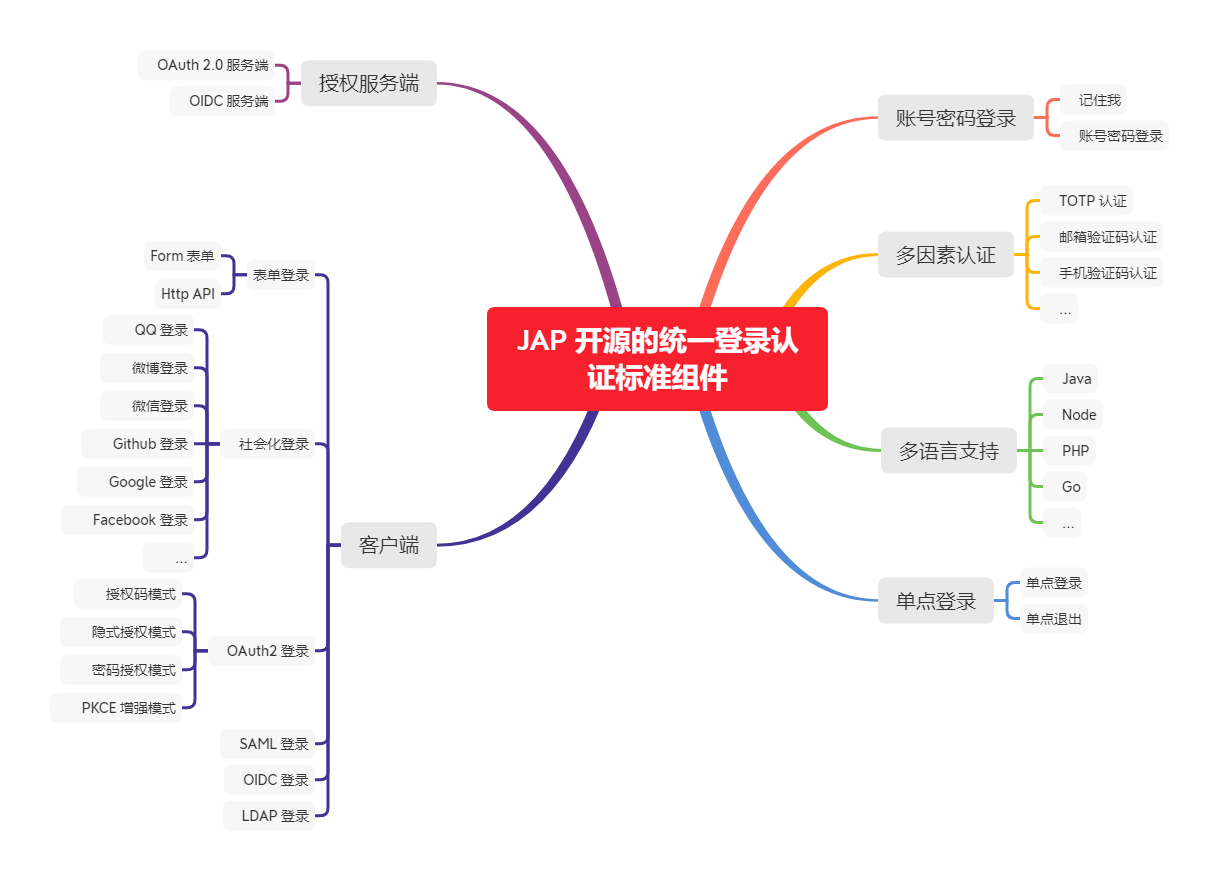 JAP 开源的统一登录认
证标准组件
授权服务端
OAuth 2.0 服务端
OIDC 服务端
客户端
表单登录
Form 表单
Http API
社会化登录
QQ 登录
微博登录
微信登录
Github 登录
Google 登录
Facebook 登录
...
OAuth2 登录
授权码模式
隐式授权模式
密码授权模式
PKCE 增强模式
SAML 登录
OIDC 登录
LDAP 登录
账号密码登录
记住我
账号密码登录
多因素认证
TOTP 认证
邮箱验证码认证
手机验证码认证
...
多语言支持
Java
Node
PHP
Go
...
单点登录
单点登录
单点退出